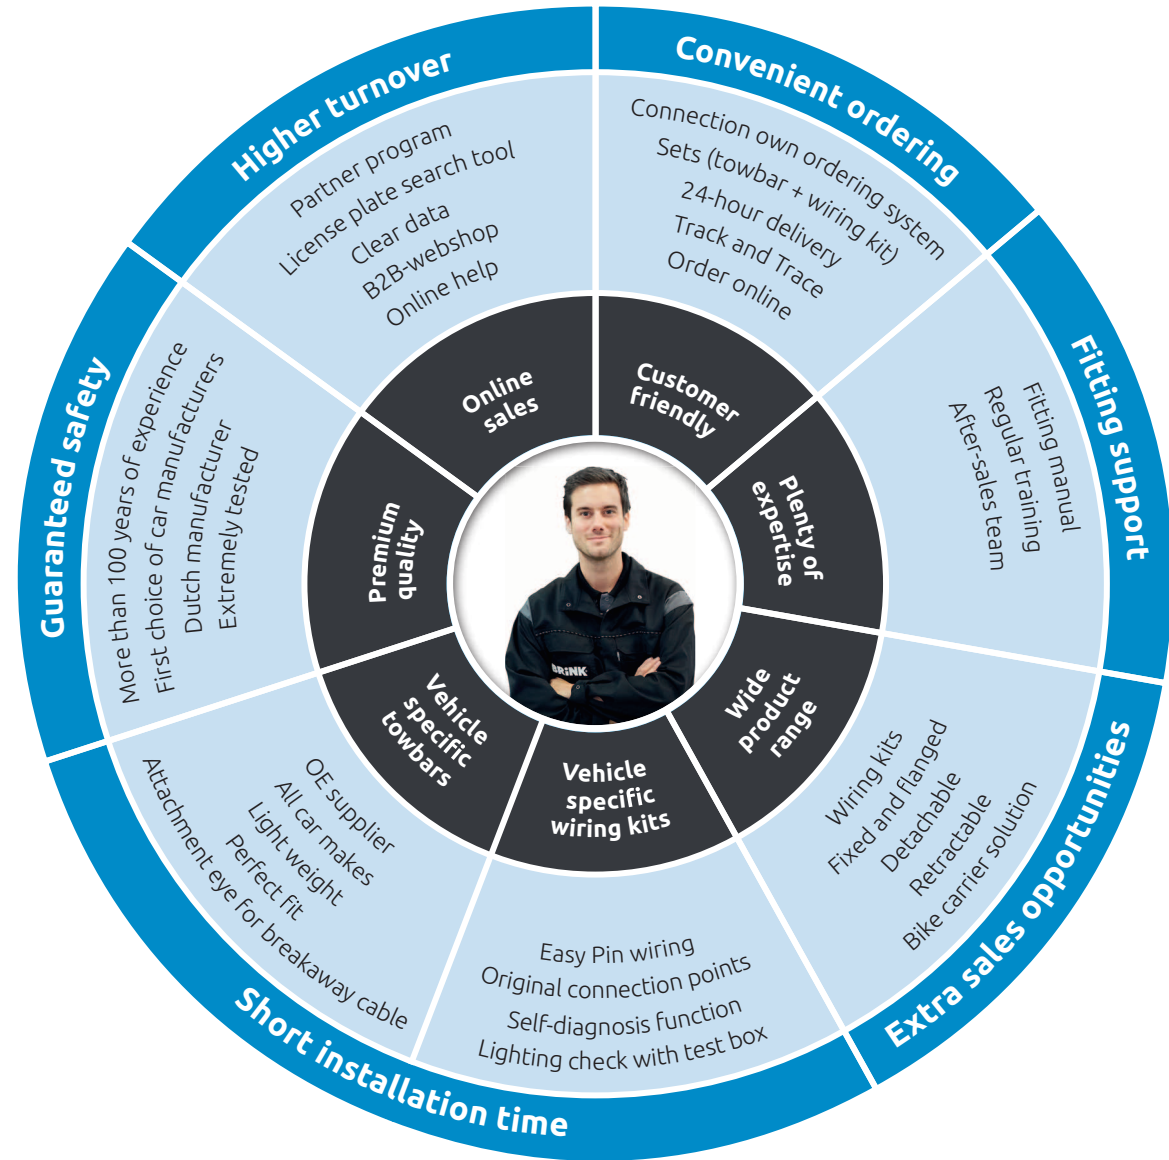 Higher turnover
Partner program
License plate search tool
Clear data
B2B-webshop
Online help
Online
sales
Convenient ordering
Connection own ordering system
Sets (towbar + wiring kit)
24-hour delivery
Track and Trace
Order online
Customer
friendly
Fitting support
Fitting manual
Regular training
After-sales team
Plenty of
expertise
Extra sales opportunities
Wiring kits
Fixed and flanged
Detachable
Retractable
Bike carrier solution
Wide
product
range
Short installation time
Vehicle
specific
wiring kits
Easy Pin wiring
Original connection points
Self-diagnosis function
Lighting check with test box
Vehicle
specific
towbars
OE supplier
All car makes
Light weight
Perfect fit
Attachment eye for breakaway cable
Guaranteed safety
More than 100 years of experience
First choice of car manufacturers
Dutch manufacturer
Extremely tested
Premium
quality
BRINK